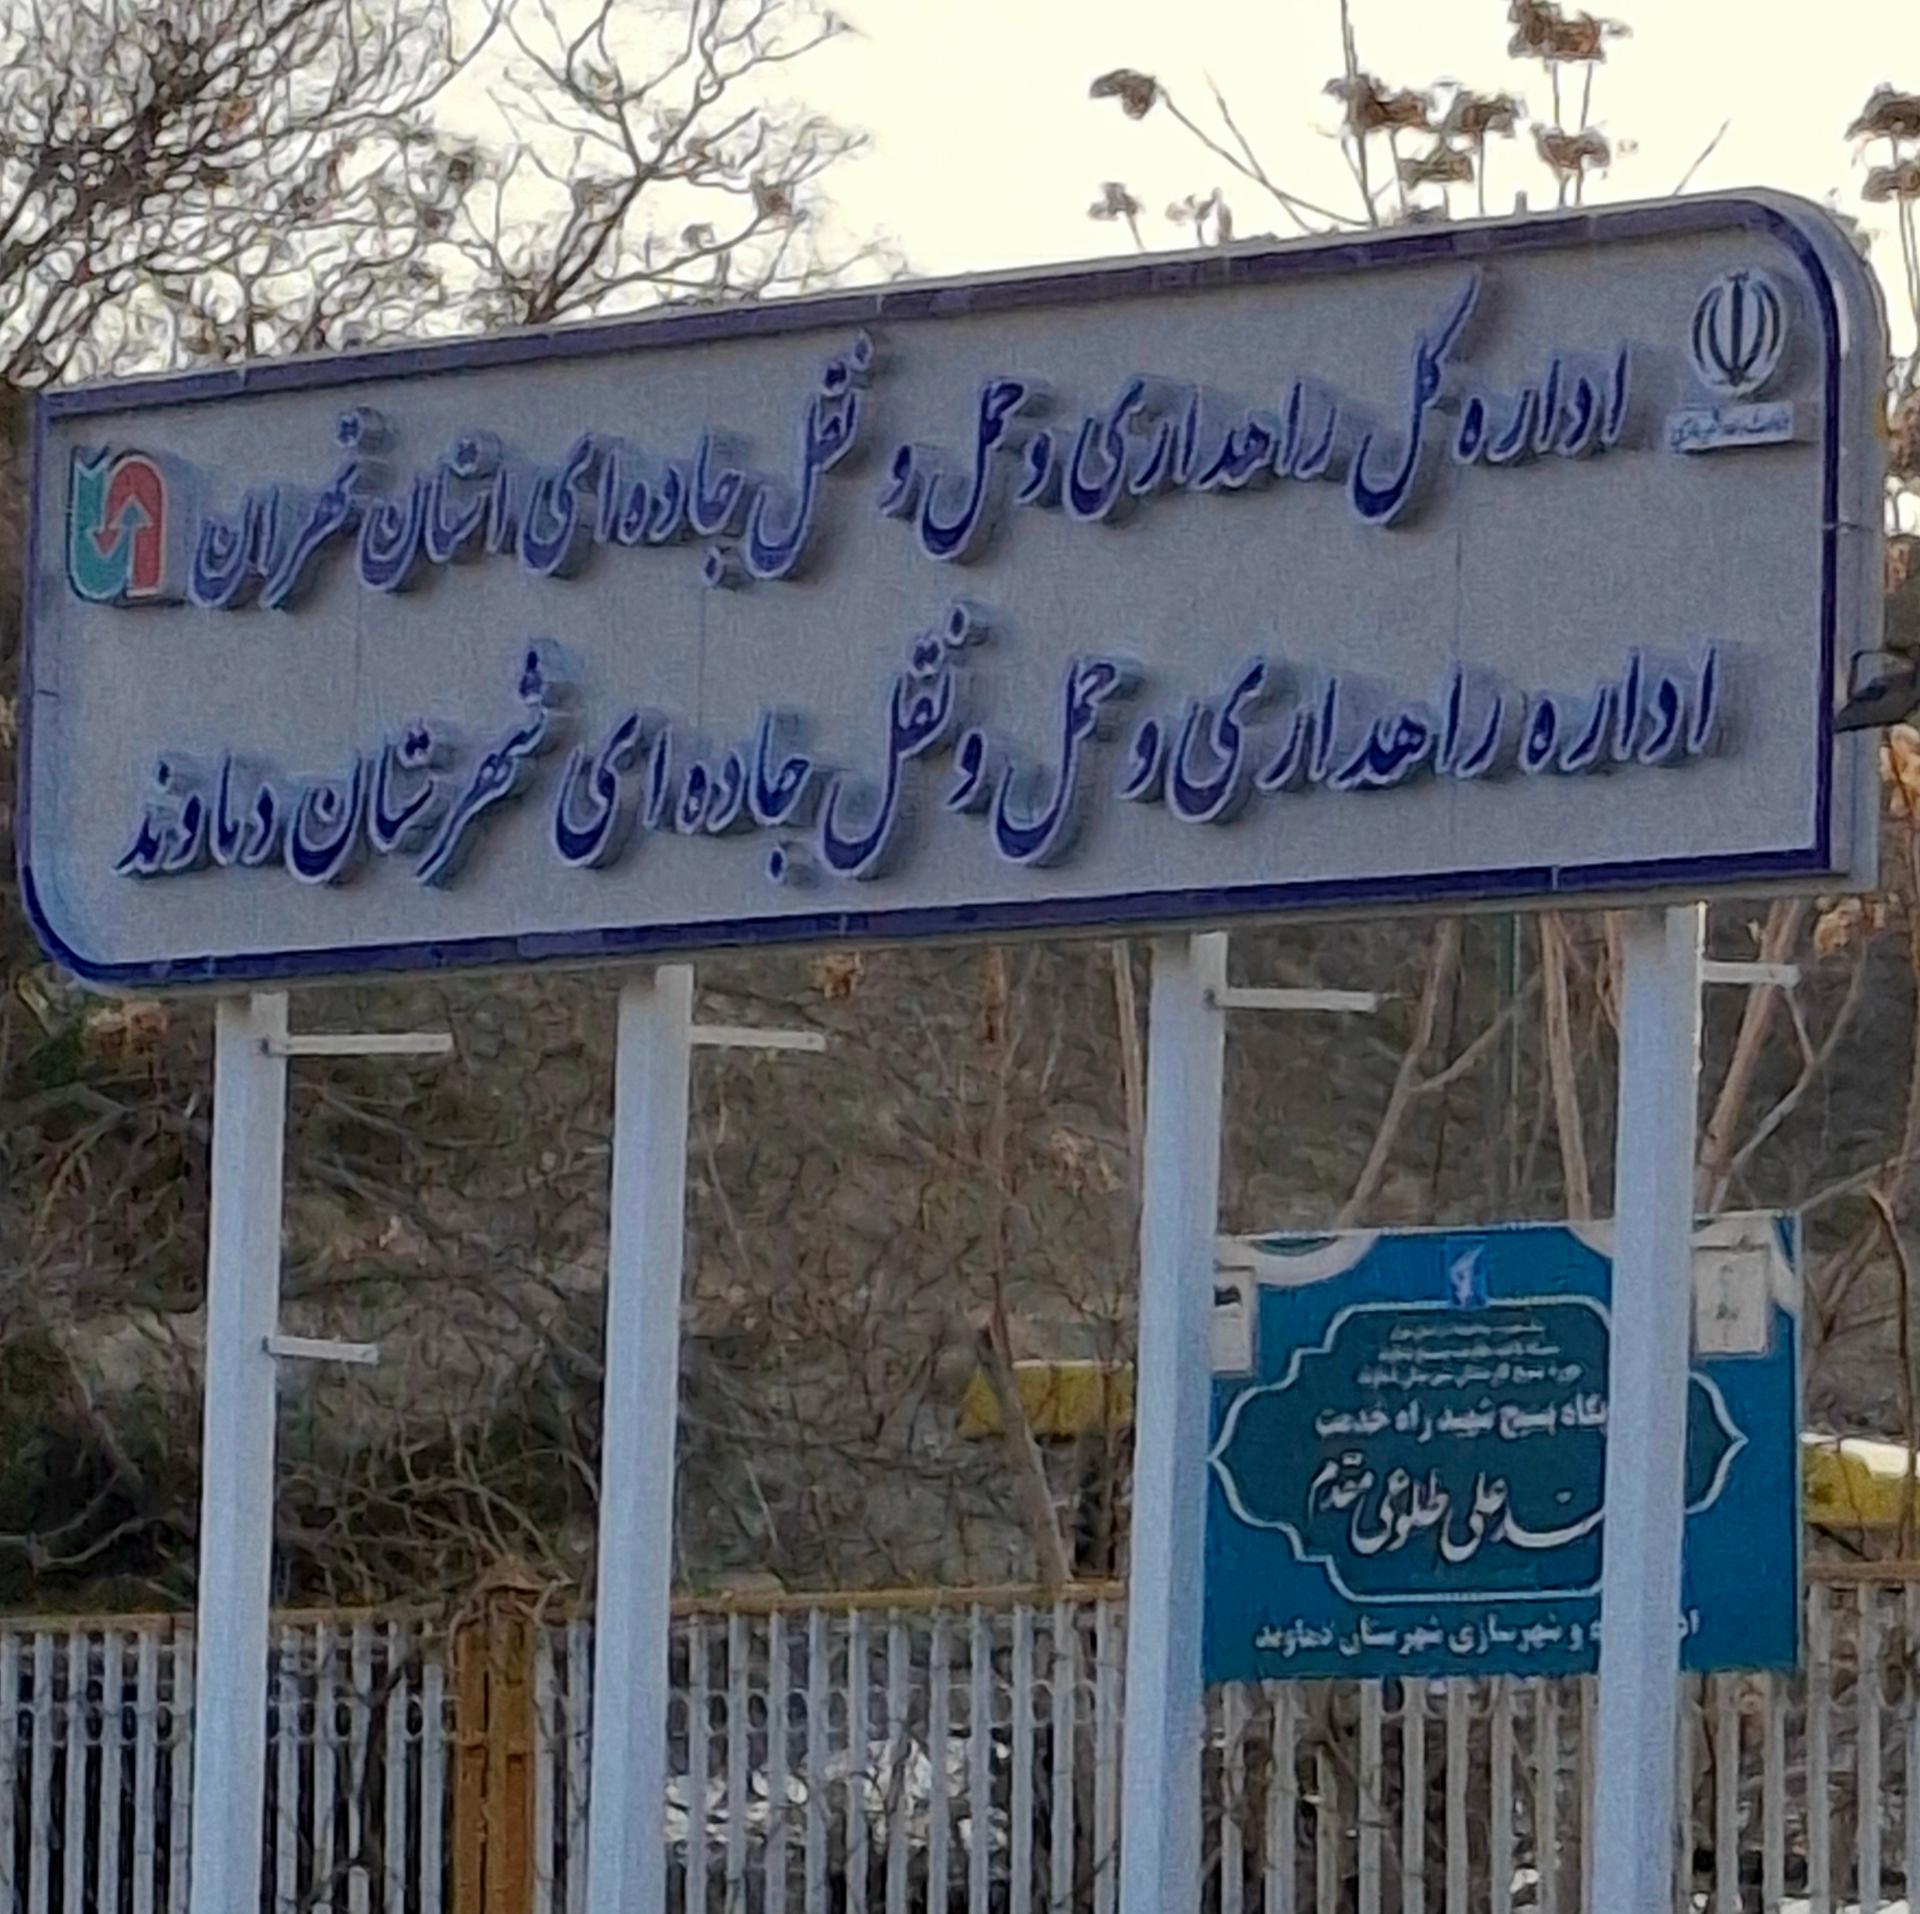 اداره کل راهداری و حمل و نقل جاده‌ای استان تهران
اداره راهداری و حمل و نقل جاده ای شهرستان دماوند
بسیج شهید راه خدمت
علی طلوعی مقدم
و شهرسازی شهرستان دماوند